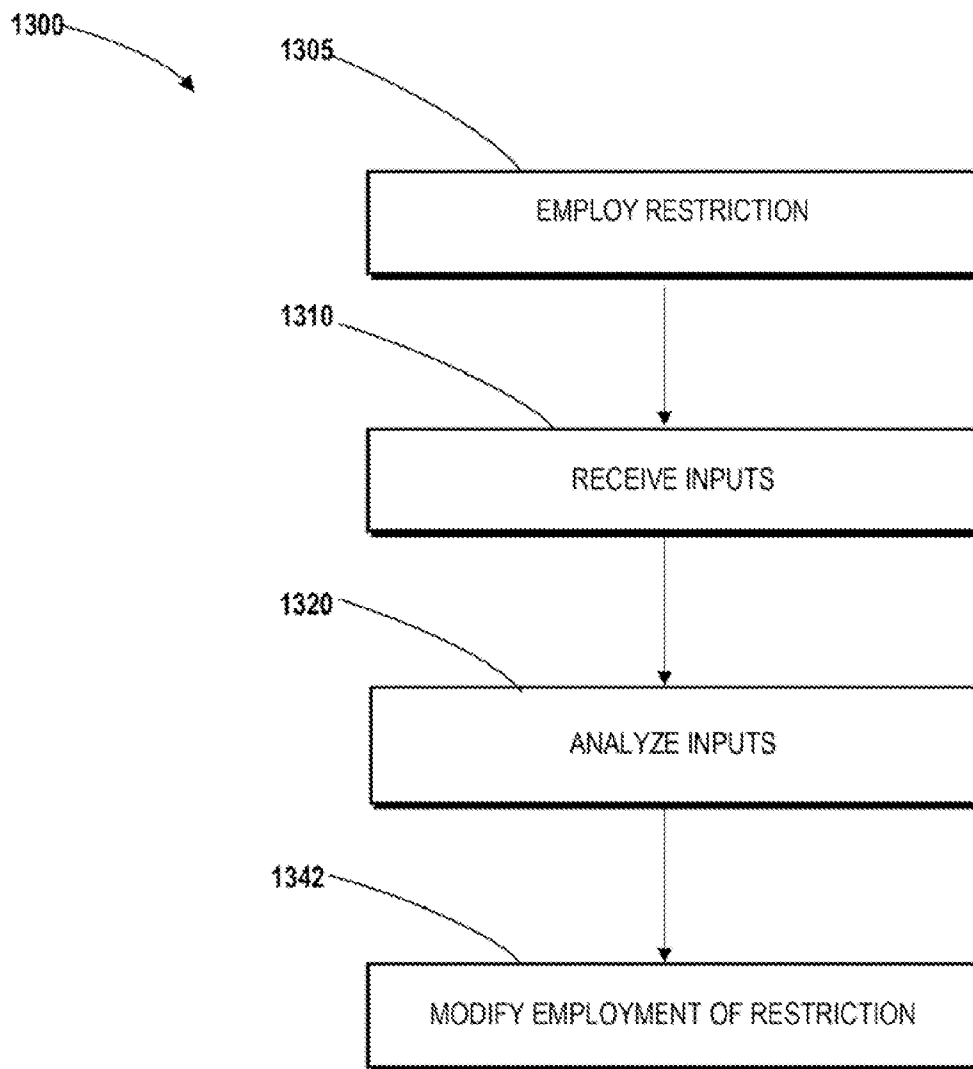 1300
1305
EMPLOY RESTRICTION
1310
RECEIVE INPUTS
1320
ANALYZE INPUTS
1342
MODIFY EMPLOYMENT OF RESTRICTION